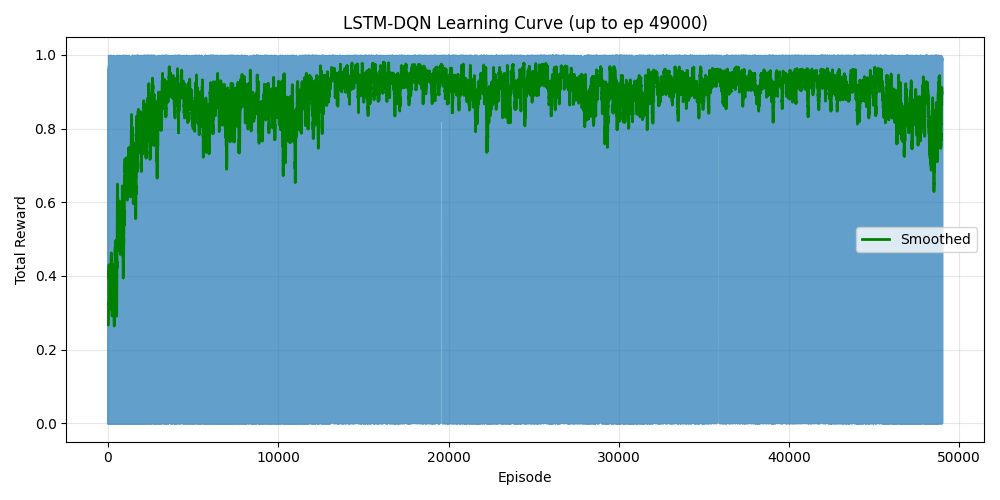 LSTM-DQN Learning Curve (up to ep 49000)
1.0
0.8
0.6
0.4
0.2
0.0
Total Reward
Smoothed
0 10000 20000 30000 40000 50000
Episode